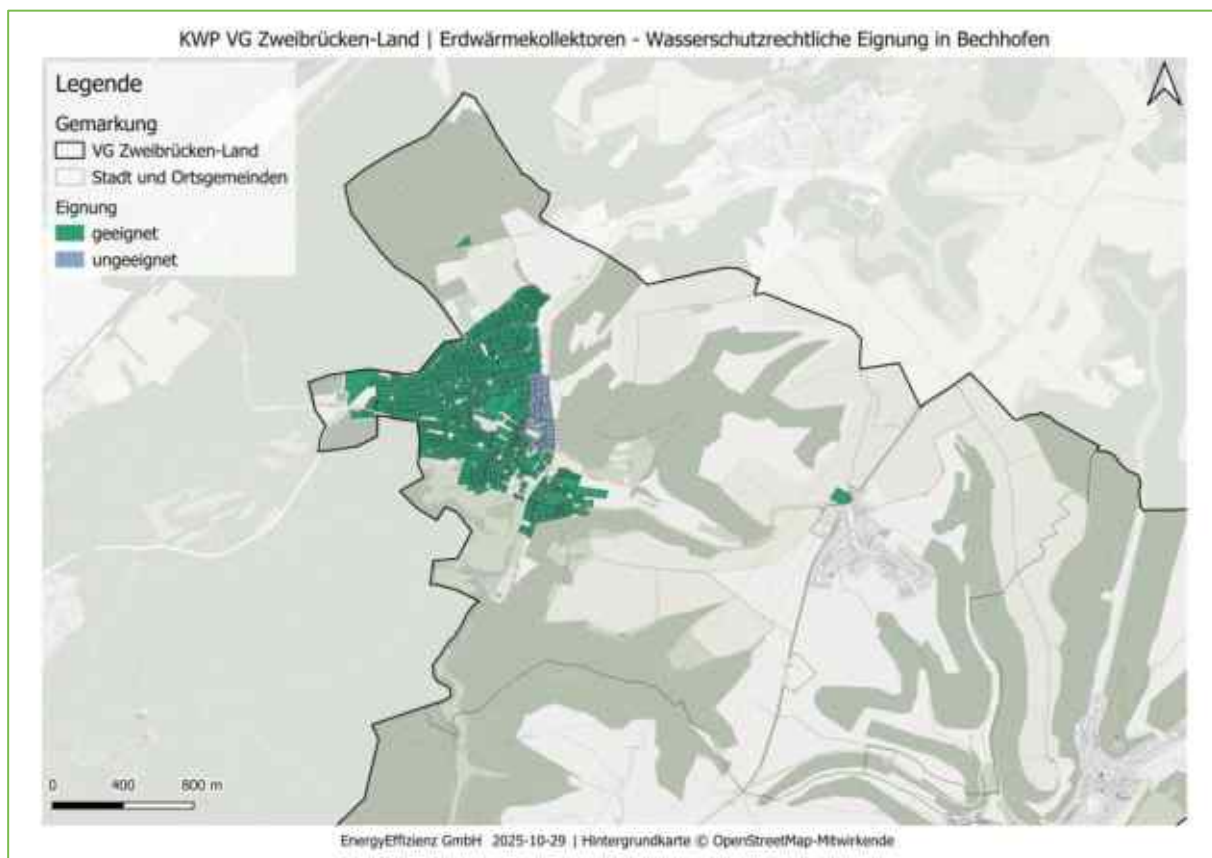 KWP VG Zweibrücken-Land | Erdwärmekollektoren - Wasserschutzrechtliche Eignung in Bechhofen
Legende
Gemarkung
VG Zweibrücken-Land
Stadt und Ortsgemeinden
Eignung
geeignet
ungeeignet
0 400 800 m
EnergyEffizienz GmbH 2025-10-29 | Hintergrundkarte © OpenStreetMap-Mitwirkende